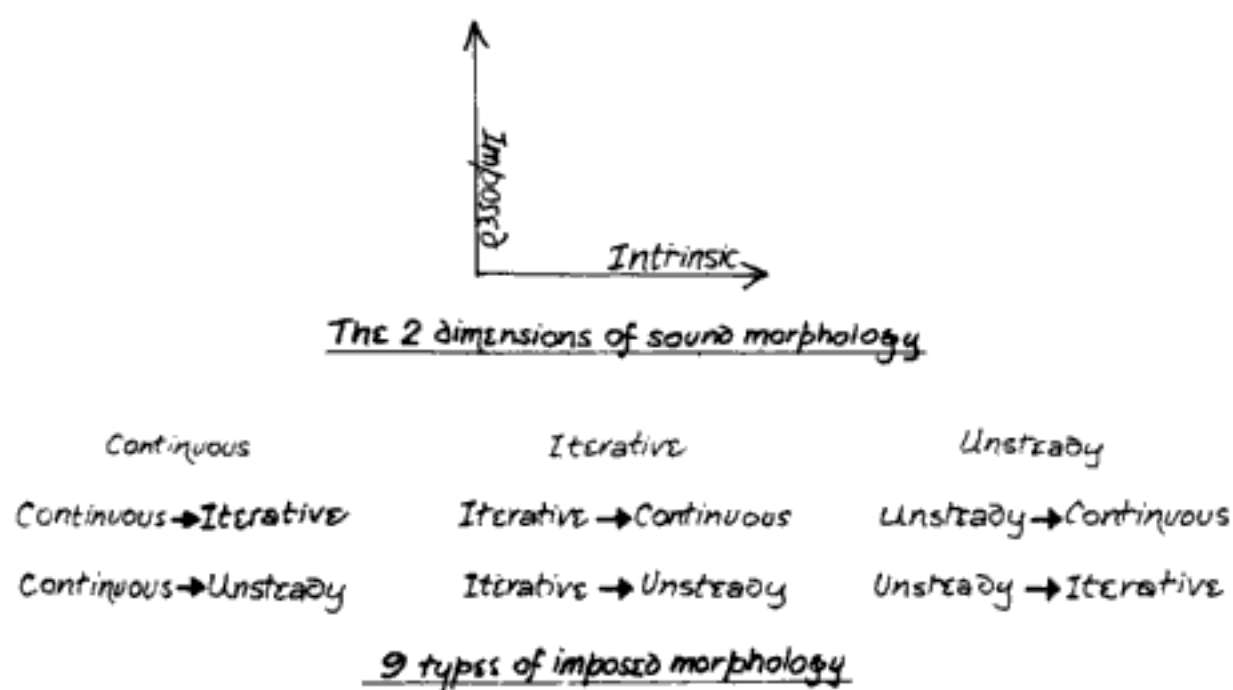 Imposed
Intrinsic
The 2 dimensions of sound morphology
Continuous Iterative Unsteady
Continuous→Iterative Iterative→Continuous Unsteady→Continuous
Continuous→Unsteady Iterative→Unsteady Unsteady→Iterative
9 types of imposed morphology